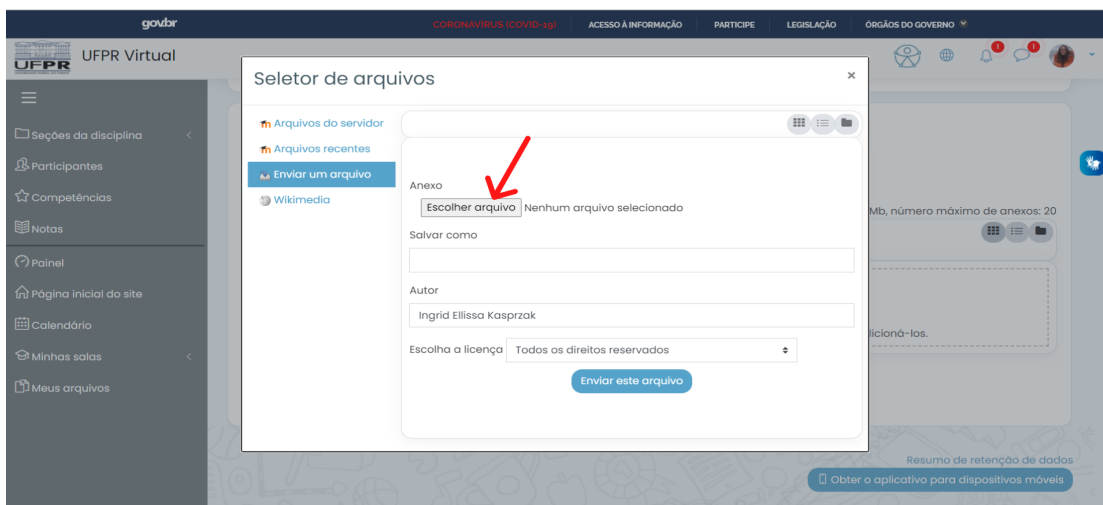 govbr
CORONAVÍRUS (COVID-19)
ACESSO À INFORMAÇÃO
PARTICIPE
LEGISLAÇÃO
ÓRGÃOS DO GOVERNO
UFPR
UFPR Virtual
1
1
Seções da disciplina
Participantes
Competências
Notas
Painel
Página inicial do site
Calendário
Minhas salas
Meus arquivos
Seletor de arquivos
×
Arquivos do servidor
Arquivos recentes
Enviar um arquivo
Wikimedia
Anexo
Escolher arquivo Nenhum arquivo selecionado
Salvar como
Autor
Ingrid Ellissa Kasprzak
Escolha a licença Todos os direitos reservados
Enviar este arquivo
Mb, número máximo de anexos: 20
licioná-los.
Resumo de retenção de dados
Obter o aplicativo para dispositivos móveis